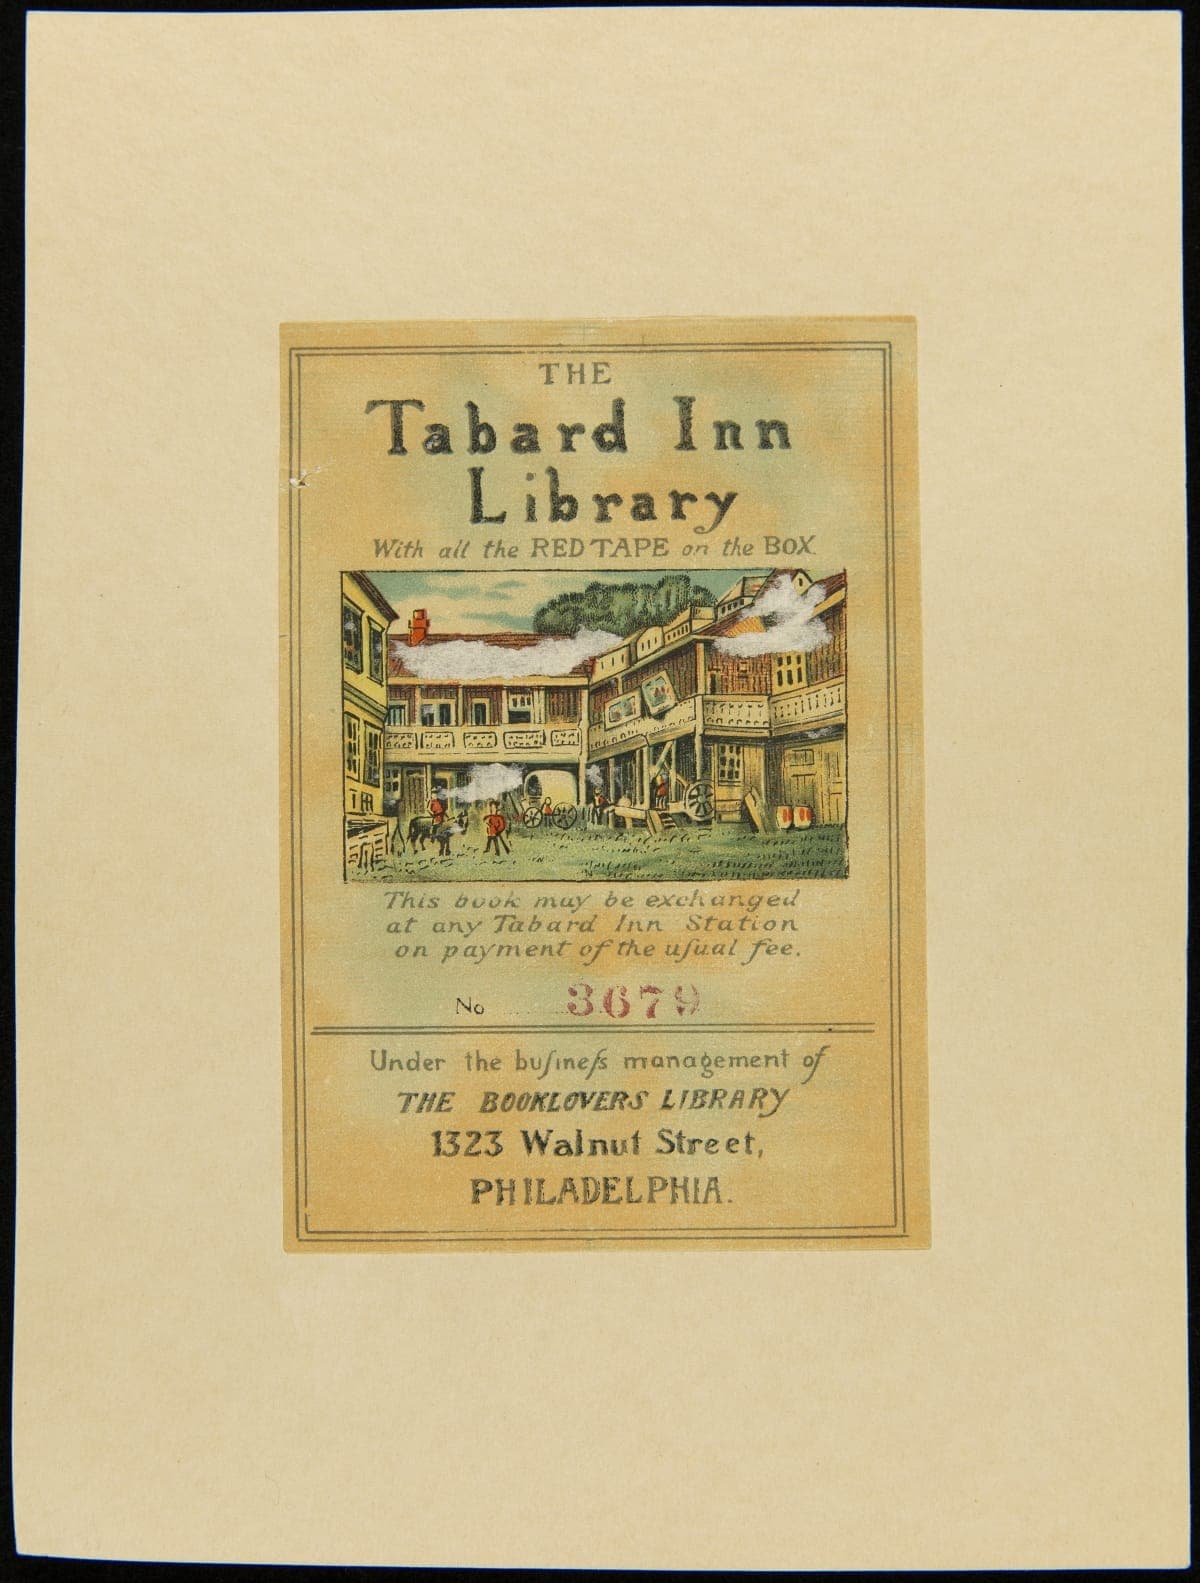 THE
Tabard Inn
Library
With all the RED TAPE on the BOX.
This book may be exchanged
at any Tabard Inn Station
on payment of the uſual fee.
No 3679
Under the buſineſs management of
THE BOOKLOVERS LIBRARY
1323 Walnut Street,
PHILADELPHIA.